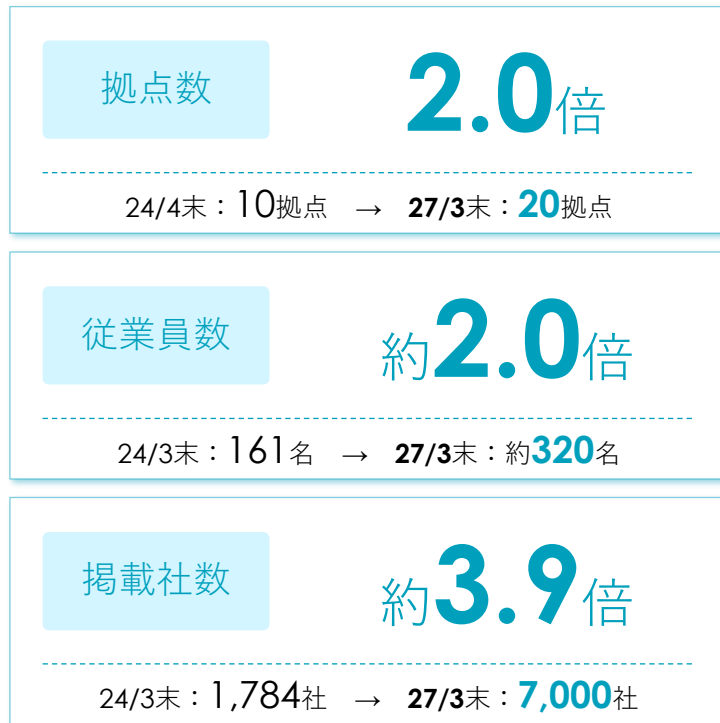 拠点数
2.0倍
24/4末：10拠点 → 27/3末：20拠点
従業員数
約2.0倍
24/3末：161名 → 27/3末：約320名
掲載社数
約3.9倍
24/3末：1,784社 → 27/3末：7,000社